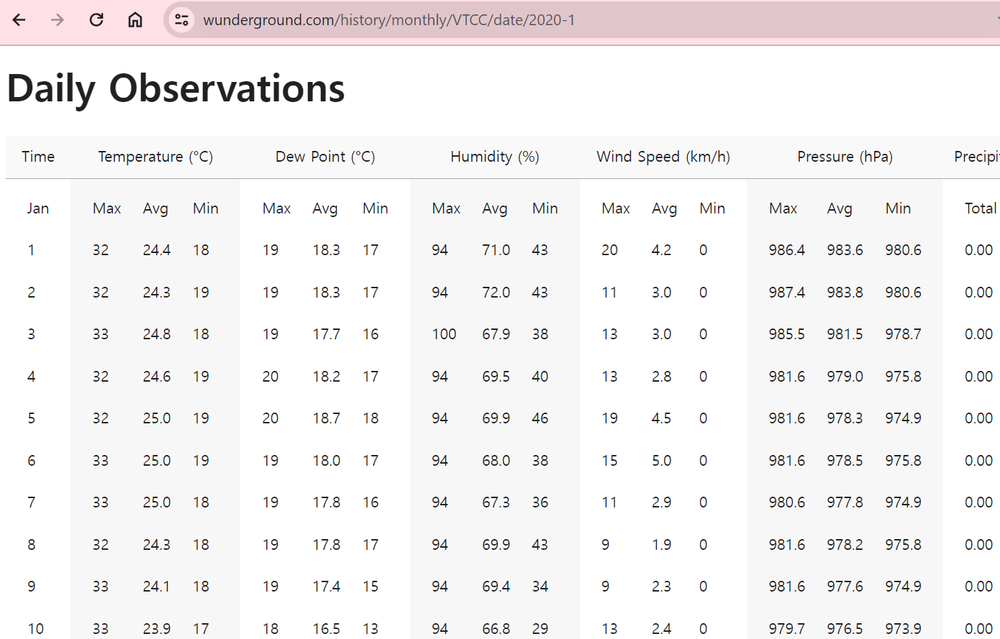 wunderground.com/history/monthly/VTCC/date/2020-1
Daily Observations
Time Temperature (°C) Dew Point (°C) Humidity (%) Wind Speed (km/h) Pressure (hPa) Precipit
Jan Max Avg Min Max Avg Min Max Avg Min Max Avg Min Max Avg Min Total
1 32 24.4 18 19 18.3 17 94 71.0 43 20 4.2 0 986.4 983.6 980.6 0.00
2 32 24.3 19 19 18.3 17 94 72.0 43 11 3.0 0 987.4 983.8 980.6 0.00
3 33 24.8 18 19 17.7 16 100 67.9 38 13 3.0 0 985.5 981.5 978.7 0.00
4 32 24.6 19 20 18.2 17 94 69.5 40 13 2.8 0 981.6 979.0 975.8 0.00
5 32 25.0 19 20 18.7 18 94 69.9 46 19 4.5 0 981.6 978.3 974.9 0.00
6 33 25.0 19 19 18.0 17 94 68.0 38 15 5.0 0 981.6 978.5 975.8 0.00
7 33 25.0 18 19 17.8 16 94 67.3 36 11 2.9 0 980.6 977.8 974.9 0.00
8 32 24.3 18 19 17.8 17 94 69.9 43 9 1.9 0 981.6 978.2 975.8 0.00
9 33 24.1 18 19 17.4 15 94 69.4 34 9 2.3 0 981.6 977.6 974.9 0.00
10 33 23.9 17 18 16.5 13 94 66.8 29 13 2.4 0 979.7 976.5 973.9 0.00